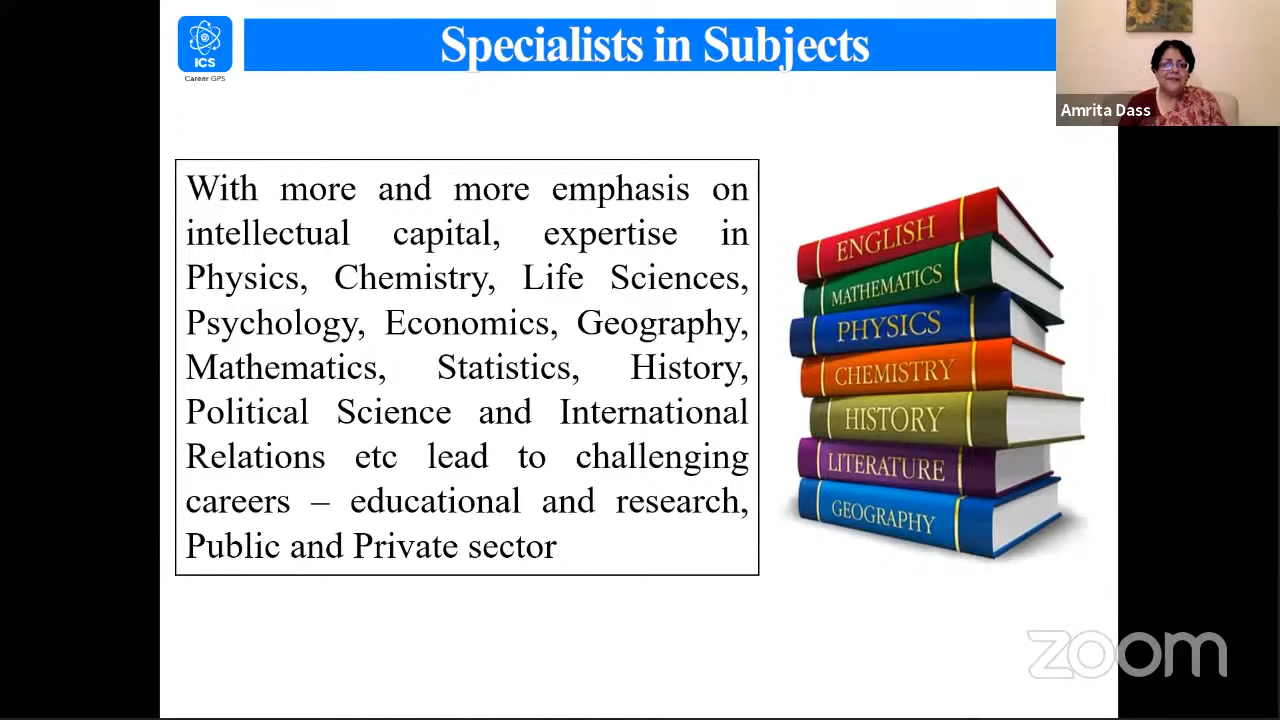 Specialists in Subjects
ICS
Career GPS
Amrita Dass
With more and more emphasis on
intellectual capital, expertise in
Physics, Chemistry, Life Sciences,
Psychology, Economics, Geography,
Mathematics, Statistics, History,
Political Science and International
Relations etc lead to challenging
careers – educational and research,
Public and Private sector
ENGLISH
MATHEMATICS
PHYSICS
CHEMISTRY
HISTORY
LITERATURE
GEOGRAPHY
zoom